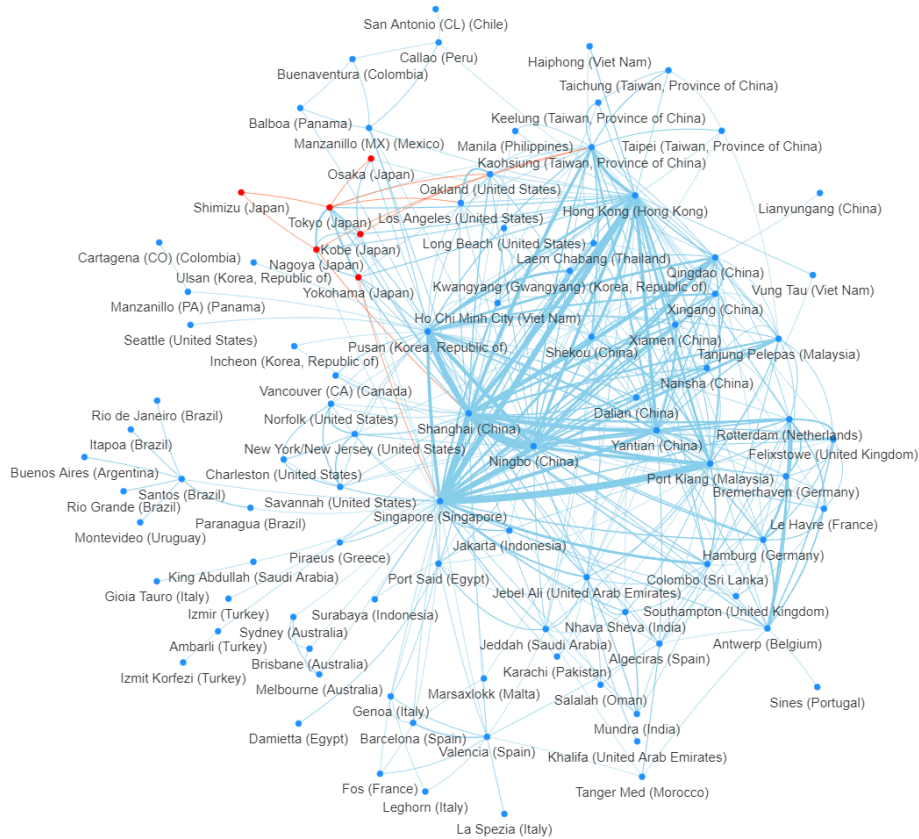 San Antonio (CL) (Chile)
Callao (Peru)
Haiphong (Viet Nam)
Buenaventura (Colombia)
Taichung (Taiwan, Province of China)
Keelung (Taiwan, Province of China)
Balboa (Panama)
Manzanillo (MX) (Mexico)
Manila (Philippines)
Taipei (Taiwan, Province of China)
Kaohsiung (Taiwan, Province of China)
Osaka (Japan)
Oakland (United States)
Shimizu (Japan)
Hong Kong (Hong Kong)
Lianyungang (China)
Tokyo (Japan)
Los Angeles (United States)
Kobe (Japan)
Long Beach (United States)
Cartagena (CO) (Colombia)
Laem Chabang (Thailand)
Nagoya (Japan)
Ulsan (Korea, Republic of)
Qingdao (China)
Kwangyang (Gwangyang) (Korea, Republic of)
Vung Tau (Viet Nam)
Yokohama (Japan)
Manzanillo (PA) (Panama)
Xingang (China)
Ho Chi Minh City (Viet Nam)
Seattle (United States)
Pusan (Korea, Republic of)
Xiamen (China)
Shekou (China)
Tanjung Pelepas (Malaysia)
Incheon (Korea, Republic of)
Nansha (China)
Vancouver (CA) (Canada)
Dalian (China)
Rio de Janeiro (Brazil)
Norfolk (United States)
Shanghai (China)
Rotterdam (Netherlands)
Itapoa (Brazil)
Yantian (China)
New York/New Jersey (United States)
Felixstowe (United Kingdom)
Ningbo (China)
Buenos Aires (Argentina)
Charleston (United States)
Port Klang (Malaysia)
Santos (Brazil)
Bremerhaven (Germany)
Savannah (United States)
Rio Grande (Brazil)
Singapore (Singapore)
Paranagua (Brazil)
Le Havre (France)
Montevideo (Uruguay)
Jakarta (Indonesia)
Piraeus (Greece)
Hamburg (Germany)
King Abdullah (Saudi Arabia)
Port Said (Egypt)
Colombo (Sri Lanka)
Gioia Tauro (Italy)
Jebel Ali (United Arab Emirates)
Izmir (Turkey)
Surabaya (Indonesia)
Southampton (United Kingdom)
Sydney (Australia)
Nhava Sheva (India)
Ambarli (Turkey)
Jeddah (Saudi Arabia)
Antwerp (Belgium)
Algeciras (Spain)
Brisbane (Australia)
Karachi (Pakistan)
Izmit Korfezi (Turkey)
Melbourne (Australia)
Marsaxlokk (Malta)
Salalah (Oman)
Sines (Portugal)
Genoa (Italy)
Mundra (India)
Damietta (Egypt)
Barcelona (Spain)
Valencia (Spain)
Khalifa (United Arab Emirates)
Fos (France)
Tanger Med (Morocco)
Leghorn (Italy)
La Spezia (Italy)